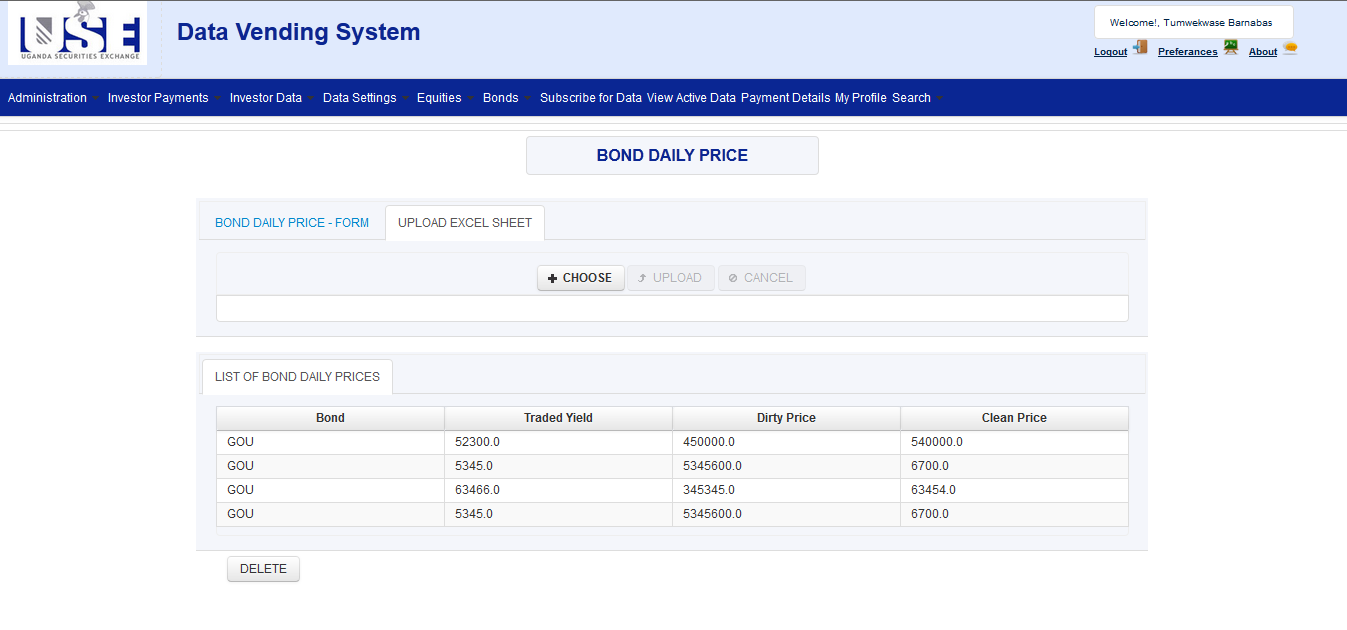 USE
UGANDA SECURITIES EXCHANGE
Data Vending System
Welcome!, Tumwekwase Barnabas
Logout Preferances About
Administration Investor Payments Investor Data Data Settings Equities Bonds Subscribe for Data View Active Data Payment Details My Profile Search
BOND DAILY PRICE
BOND DAILY PRICE - FORM UPLOAD EXCEL SHEET
CHOOSE UPLOAD CANCEL
LIST OF BOND DAILY PRICES
Bond Traded Yield Dirty Price Clean Price
GOU 52300.0 450000.0 540000.0
GOU 5345.0 5345600.0 6700.0
GOU 63466.0 345345.0 63454.0
GOU 5345.0 5345600.0 6700.0
DELETE